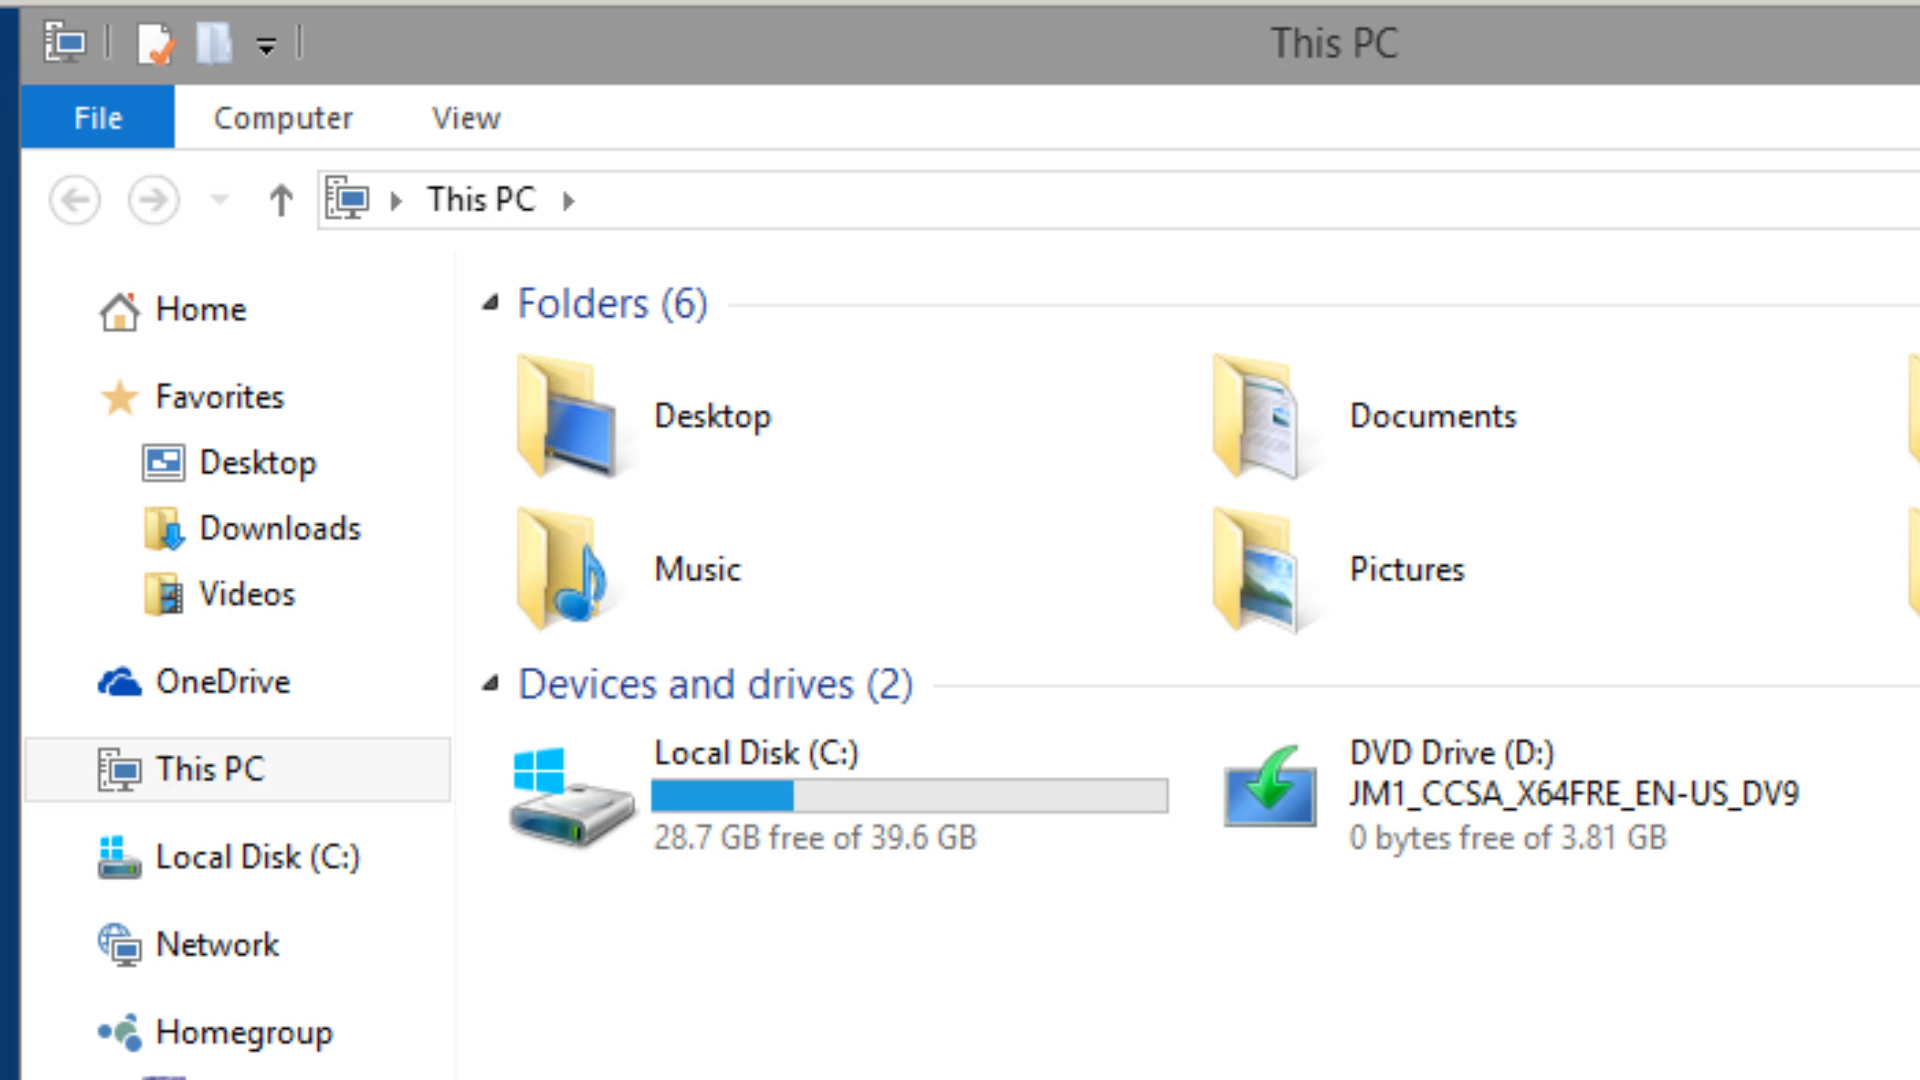 This PC
File Computer View
This PC
Home
Favorites
Desktop
Downloads
Videos
OneDrive
This PC
Local Disk (C:)
Network
Homegroup
Folders (6)
Desktop
Documents
Music
Pictures
Devices and drives (2)
Local Disk (C:)
28.7 GB free of 39.6 GB
DVD Drive (D:)
JM1_CCSA_X64FRE_EN-US_DV9
0 bytes free of 3.81 GB